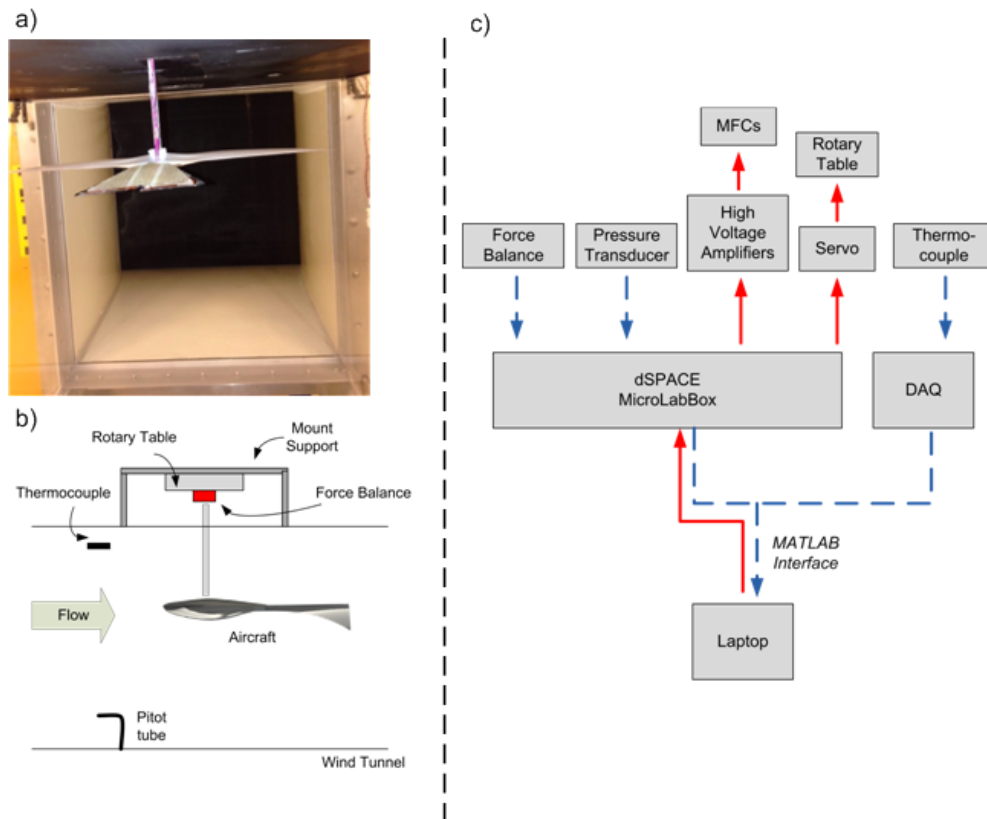 a)
b)
Rotary Table
Mount
Support
Thermocouple
Force Balance
Flow
Aircraft
Pitot
tube
Wind Tunnel
c)
MFCs
Rotary
Table
Force
Balance
Pressure
Transducer
High
Voltage
Amplifiers
Servo
Thermo-
couple
dSPACE
MicroLabBox
DAQ
MATLAB
Interface
Laptop